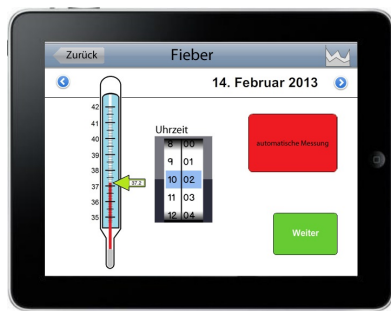 Zurück
Fieber
14. Februar 2013
42
41
40
39
38
37
36
35
37,2
Uhrzeit
8 00
9 01
10 02
11 03
12 04
automatische Messung
Weiter